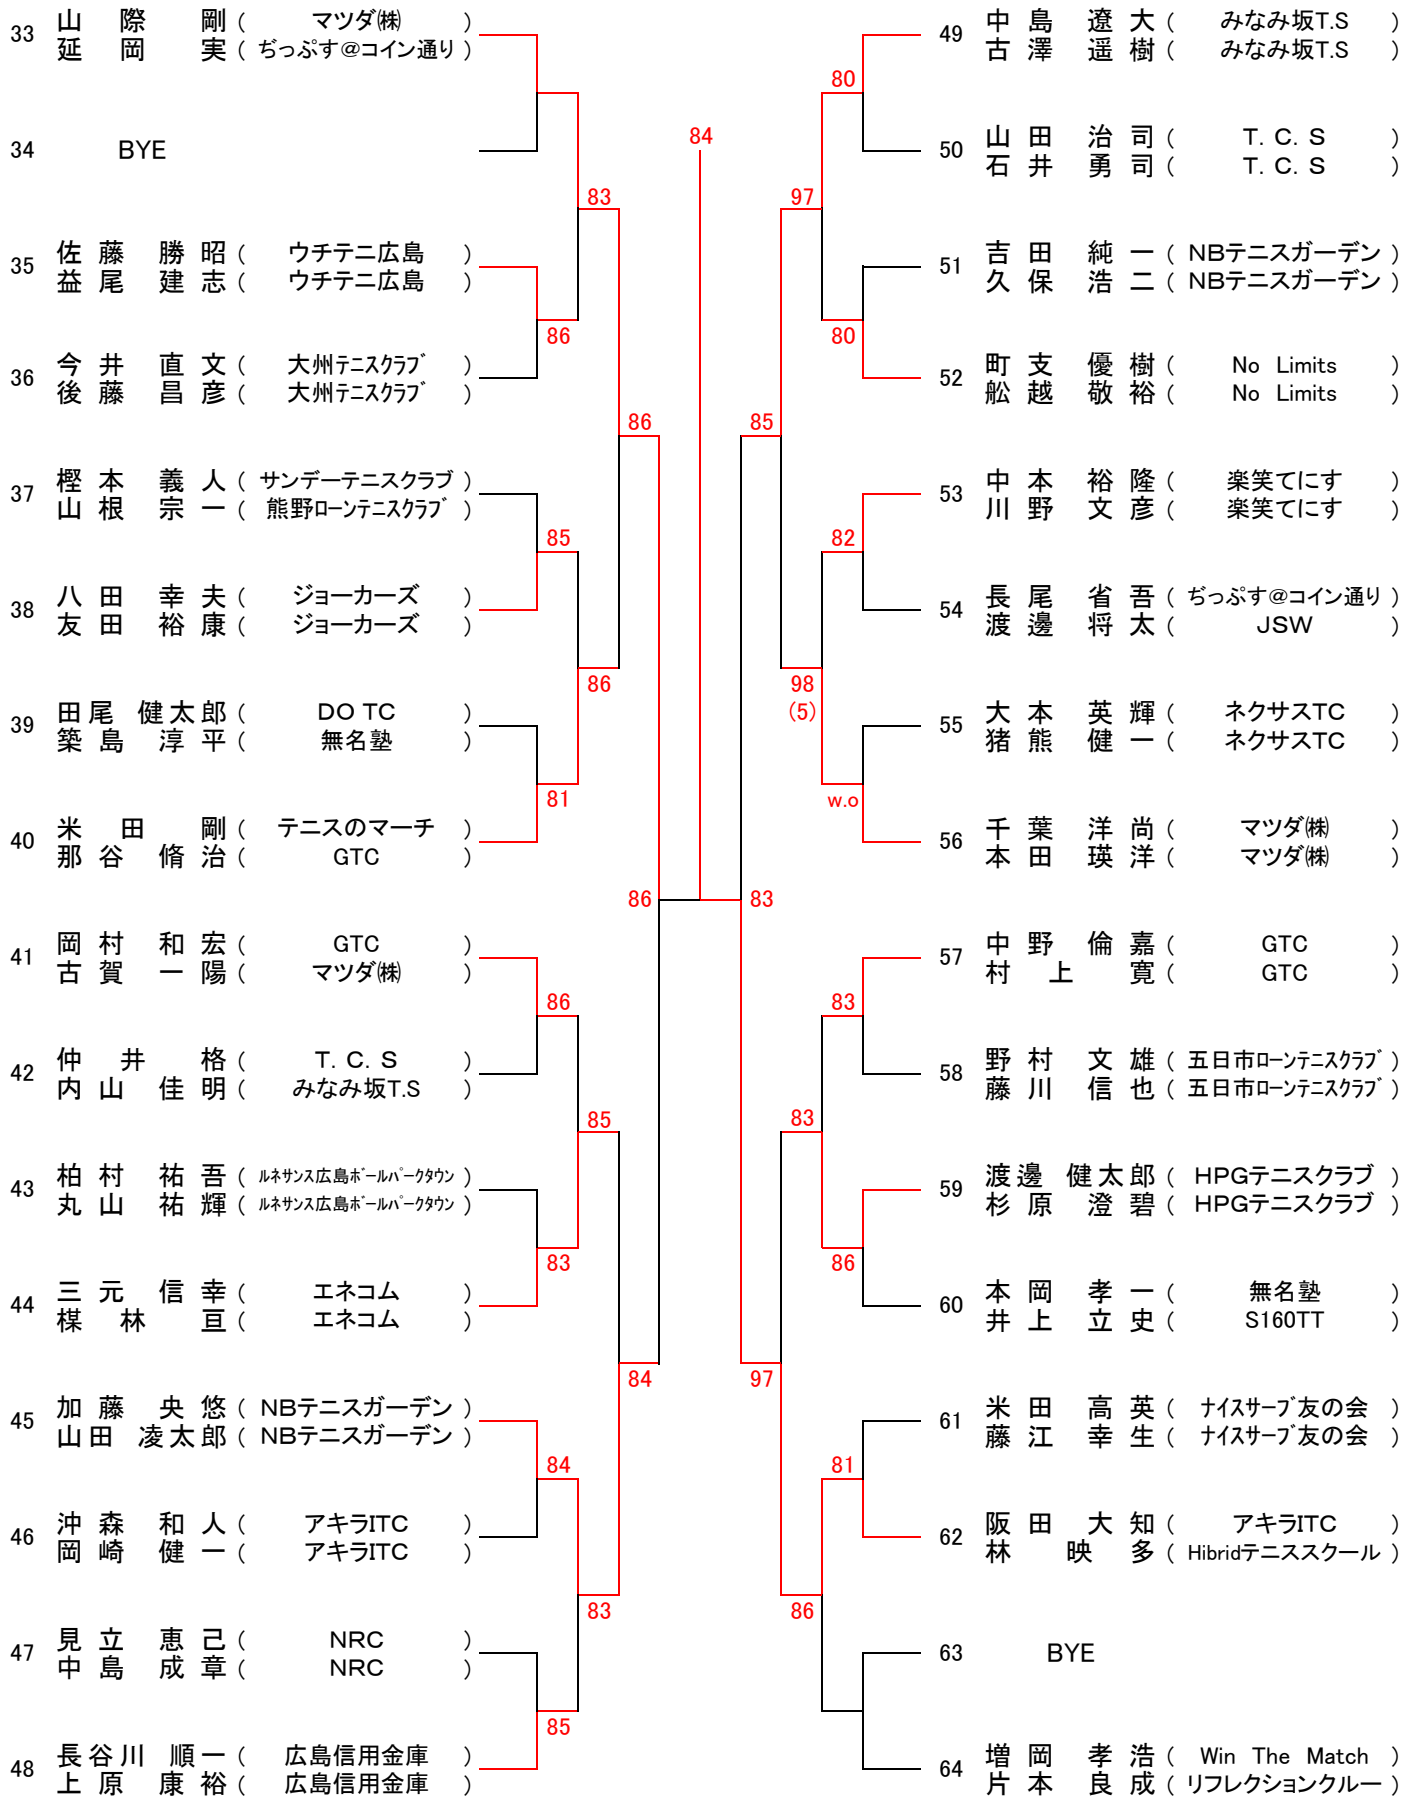 33 山際 剛 ( マツダ㈱ )
延岡 実 ( ぢっぷす@コイン通り )
34 BYE
83
35 佐藤 勝昭 ( ウチテニ広島 )
益尾 建志 ( ウチテニ広島 )
86
36 今井 直文 ( 大州ﾃﾆｽｸﾗﾌﾞ )
後藤 昌彦 ( 大州ﾃﾆｽｸﾗﾌﾞ )
86
37 樫本 義人 ( サンデーテニスクラブ )
山根 宗一 ( 熊野ﾛｰﾝﾃﾆｽｸﾗﾌﾞ )
85
38 八田 幸夫 ( ジョーカーズ )
友田 裕康 ( ジョーカーズ )
86
39 田尾 健太郎 ( DO TC )
築島 淳平 ( 無名塾 )
81
40 米田 剛 ( テニスのマーチ )
那谷 脩治 ( GTC )
86
41 岡村 和宏 ( GTC )
古賀 一陽 ( マツダ㈱ )
86
42 仲井 格 ( T. C. S )
内山 佳明 ( みなみ坂T.S )
85
43 柏村 祐吾 ( ﾙﾈｻﾝｽ広島ﾎﾞｰﾙﾊﾟｰｸﾀｳﾝ )
丸山 祐輝 ( ﾙﾈｻﾝｽ広島ﾎﾞｰﾙﾊﾟｰｸﾀｳﾝ )
83
44 三元 信幸 ( エネコム )
楳林 亘 ( エネコム )
84
45 加藤 央悠 ( NBテニスガーデン )
山田 凌太郎 ( NBテニスガーデン )
84
46 沖森 和人 ( アキラITC )
岡崎 健一 ( アキラITC )
83
47 見立 恵己 ( NRC )
中島 成章 ( NRC )
85
48 長谷川 順一 ( 広島信用金庫 )
上原 康裕 ( 広島信用金庫 )
84
49 中島 遼大 ( みなみ坂T.S )
古澤 遥樹 ( みなみ坂T.S )
80
50 山田 治司 ( T. C. S )
石井 勇司 ( T. C. S )
97
51 吉田 純一 ( NBテニスガーデン )
久保 浩二 ( NBテニスガーデン )
80
52 町支 優樹 ( No Limits )
舩越 敬裕 ( No Limits )
85
53 中本 裕隆 ( 楽笑てにす )
川野 文彦 ( 楽笑てにす )
82
54 長尾 省吾 ( ぢっぷす@コイン通り )
渡邊 将太 ( JSW )
98
(5)
55 大本 英輝 ( ネクサスTC )
猪熊 健一 ( ネクサスTC )
w.o
56 千葉 洋尚 ( マツダ㈱ )
本田 瑛洋 ( マツダ㈱ )
83
57 中野 倫嘉 ( GTC )
村上 寛 ( GTC )
83
58 野村 文雄 ( 五日市ﾛｰﾝﾃﾆｽｸﾗﾌﾞ )
藤川 信也 ( 五日市ﾛｰﾝﾃﾆｽｸﾗﾌﾞ )
83
59 渡邊 健太郎 ( HPGテニスクラブ )
杉原 澄碧 ( HPGテニスクラブ )
86
60 本岡 孝一 ( 無名塾 )
井上 立史 ( S160TT )
97
61 米田 高英 ( ﾅｲｽｻｰﾌﾞ友の会 )
藤江 幸生 ( ﾅｲｽｻｰﾌﾞ友の会 )
81
62 阪田 大知 ( アキラITC )
林 映多 ( Hibridテニススクール )
86
63 BYE
64 増岡 孝浩 ( Win The Match )
片本 良成 ( リフレクションクルー )